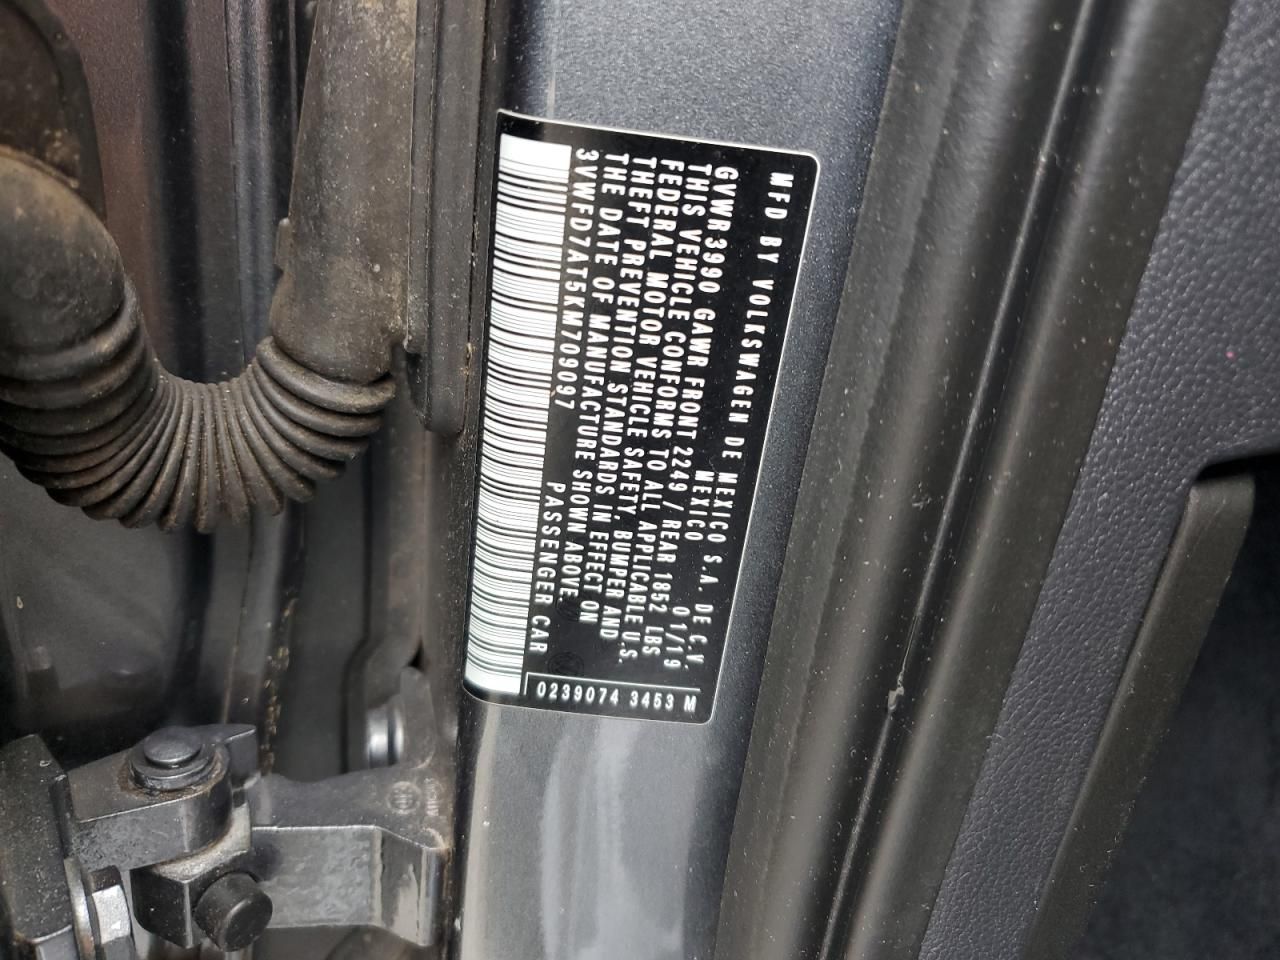 MFD BY VOLKSWAGEN DE MEXICO S.A. DE C.V
MEXICO 01/19
GVWR 3990 GAWR FRONT 2249 / REAR 1852 LBS
THIS VEHICLE CONFORMS TO ALL APPLICABLE U.S.
FEDERAL MOTOR VEHICLE SAFETY, BUMPER AND
THEFT PREVENTION STANDARDS IN EFFECT ON
THE DATE OF MANUFACTURE SHOWN ABOVE.
3VWFD7AT5KM709097 PASSENGER CAR
0239074 3453 M